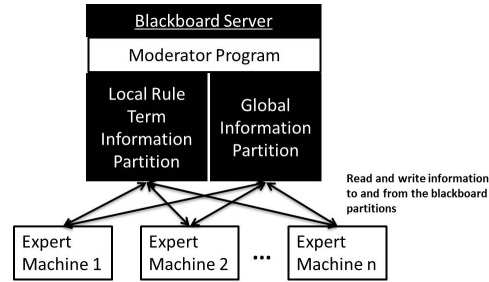 Blackboard Server
Moderator Program
Local Rule
Term
Information
Partition
Global
Information
Partition
Read and write information
to and from the blackboard
partitions
Expert
Machine 1
Expert
Machine 2
...
Expert
Machine n